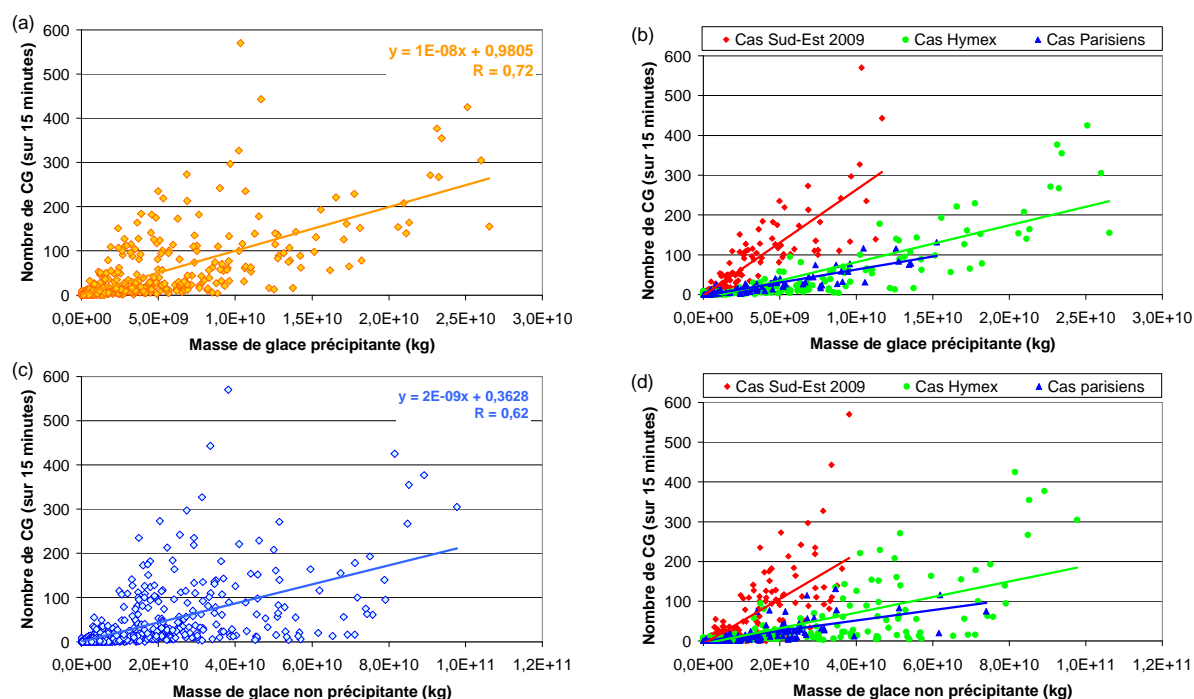 (a)
Nombre de CG (sur 15 minutes)
600
500
400
300
200
100
0
y = 1E-08x + 0,9805
R = 0,72
0,0E+00 5,0E+09 1,0E+10 1,5E+10 2,0E+10 2,5E+10 3,0E+10
Masse de glace précipitante (kg)
(b)
Cas Sud-Est 2009 Cas Hymex Cas Parisiens
Nombre de CG (sur 15 minutes)
600
500
400
300
200
100
0
0,0E+00 5,0E+09 1,0E+10 1,5E+10 2,0E+10 2,5E+10 3,0E+10
Masse de glace précipitante (kg)
(c)
Nombre de CG (sur 15 minutes)
600
500
400
300
200
100
0
y = 2E-09x + 0,3628
R = 0,62
0,0E+00 2,0E+10 4,0E+10 6,0E+10 8,0E+10 1,0E+11 1,2E+11
Masse de glace non précipitante (kg)
(d)
Cas Sud-Est 2009 Cas Hymex Cas parisiens
Nombre de CG (sur 15 minutes)
600
500
400
300
200
100
0
0,0E+00 2,0E+10 4,0E+10 6,0E+10 8,0E+10 1,0E+11 1,2E+11
Masse de glace non précipitante (kg)